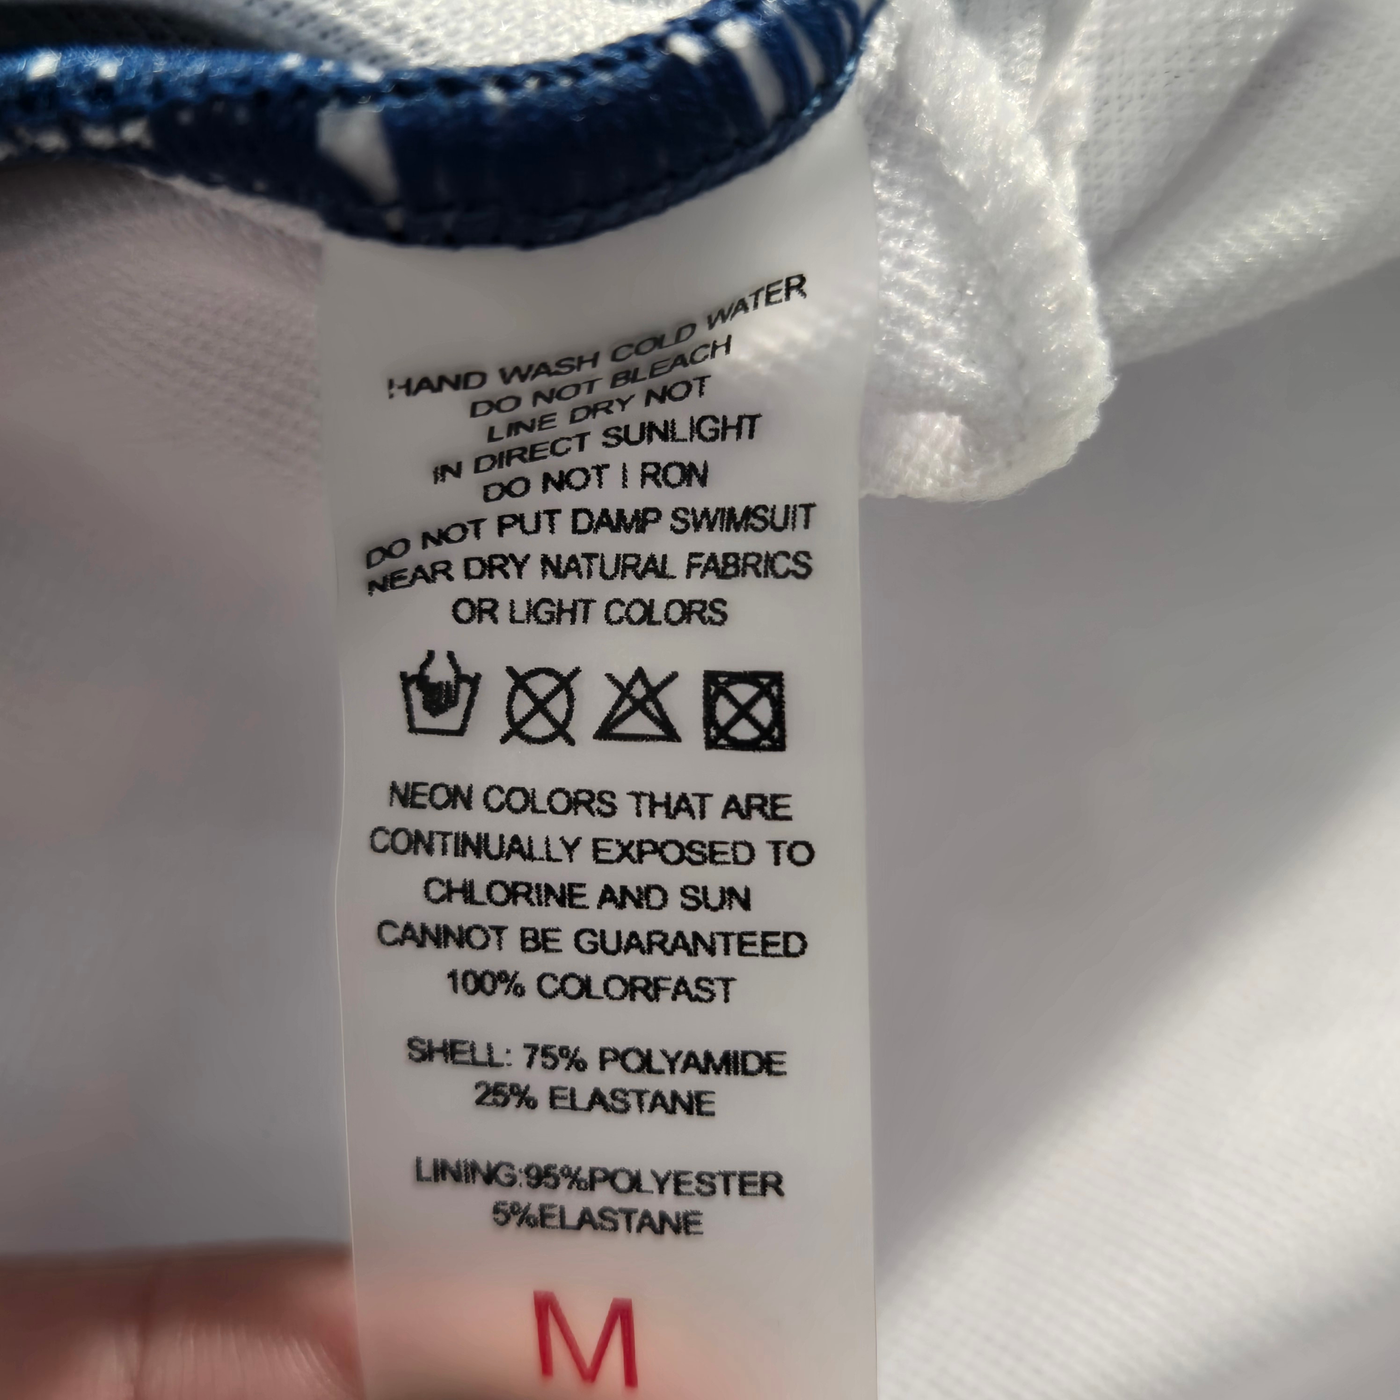 HAND WASH COLD WATER
DO NOT BLEACH
LINE DRY NOT
IN DIRECT SUNLIGHT
DO NOT I RON
DO NOT PUT DAMP SWIMSUIT
NEAR DRY NATURAL FABRICS
OR LIGHT COLORS
NEON COLORS THAT ARE
CONTINUALLY EXPOSED TO
CHLORINE AND SUN
CANNOT BE GUARANTEED
100% COLORFAST
SHELL: 75% POLYAMIDE
25% ELASTANE
LINING:95%POLYESTER
5%ELASTANE
M